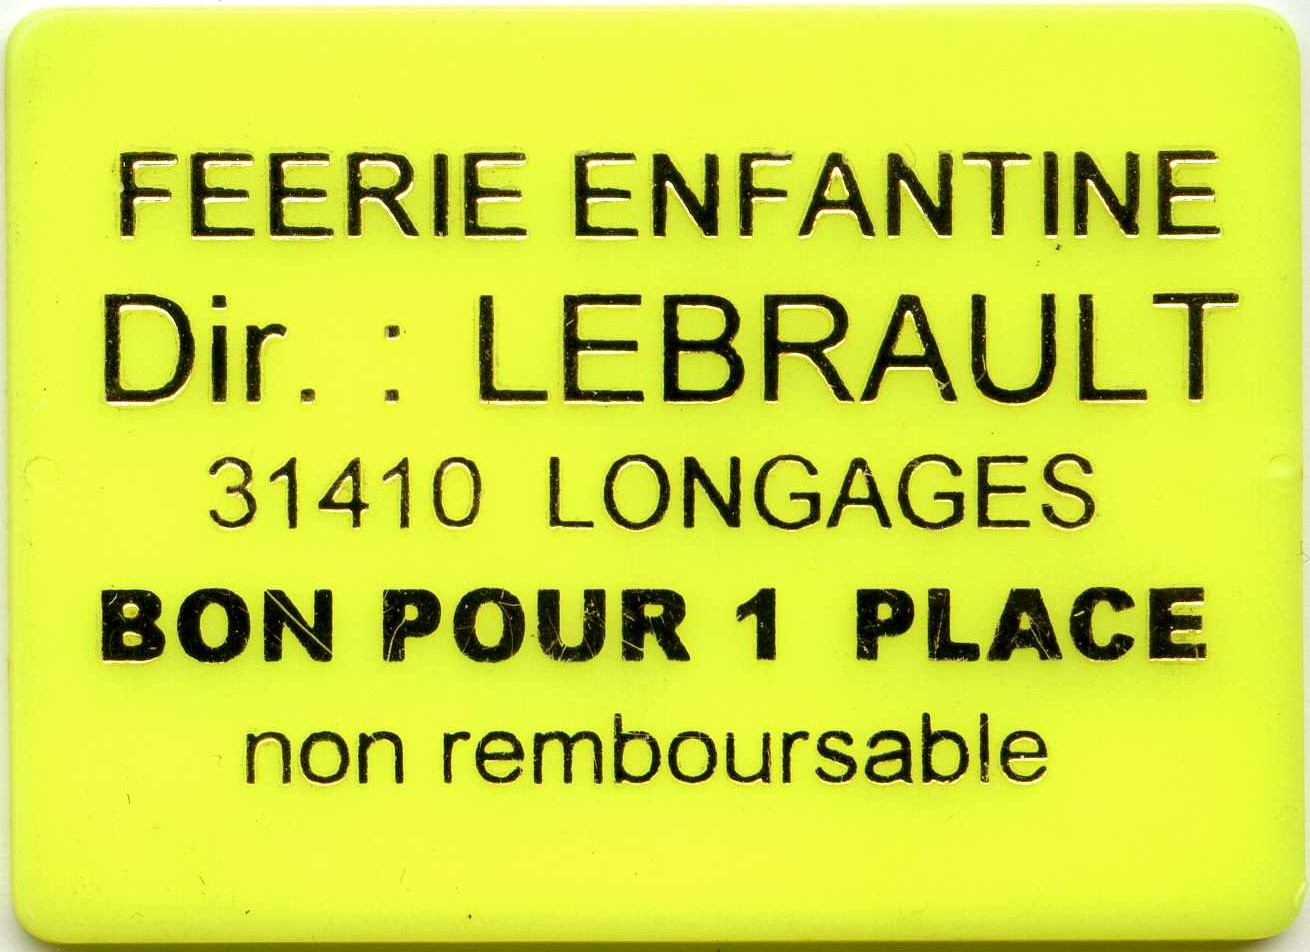 FEERIE ENFANTINE
Dir. : LEBRAULT
31410 LONGAGES
BON POUR 1 PLACE
non remboursable